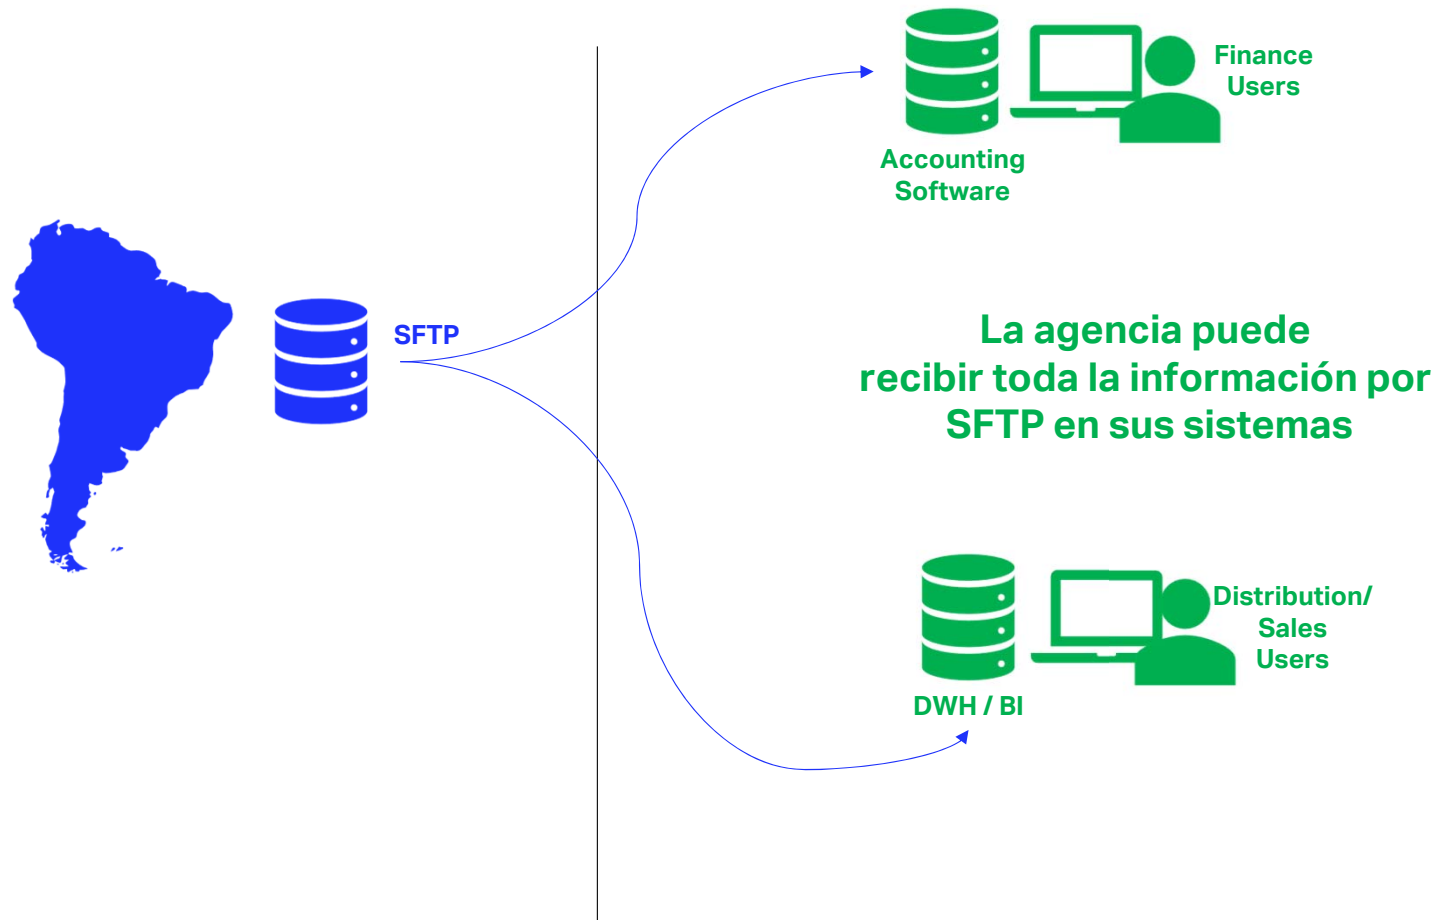 Finance
Users
Accounting
Software
SFTP
La agencia puede
recibir toda la información por
SFTP en sus sistemas
Distribution/
Sales
Users
DWH / BI